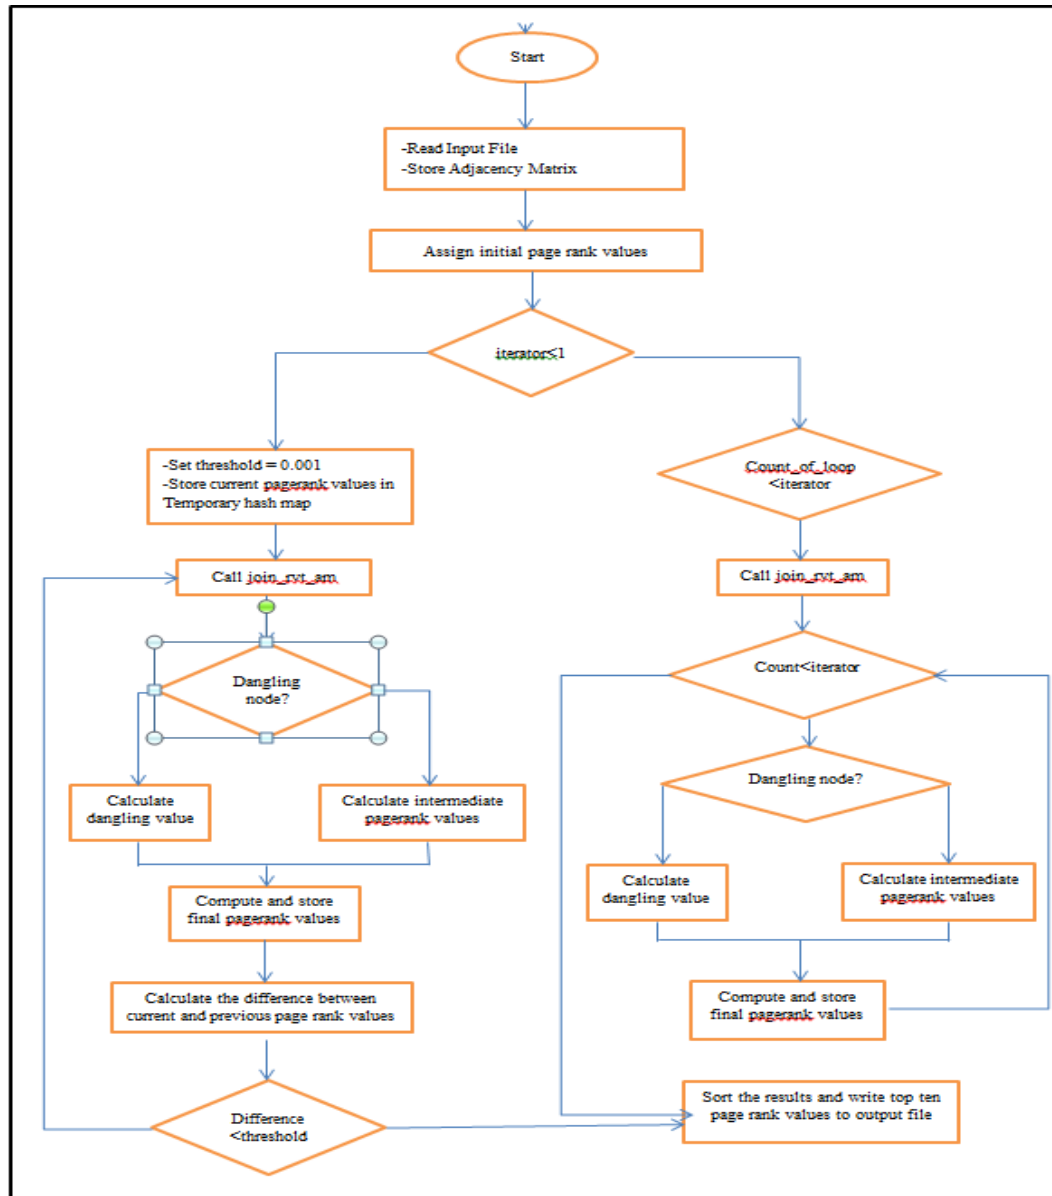 Start
-Read Input File
-Store Adjacency Matrix
Assign initial page rank values
iterator<1
-Set threshold = 0.001
-Store current pagerank values in
Temporary hash map
Count_of_loop
<iterator
Call join_rvt_am
Call join_rvt_am
Dangling
node?
Count<iterator
Dangling node?
Calculate
dangling value
Calculate intermediate
pagerank values
Calculate
dangling value
Calculate intermediate
pagerank values
Compute and store
final pagerank values
Calculate the difference between
current and previous page rank values
Compute and store
final pagerank values
Difference
<threshold
Sort the results and write top ten
page rank values to output file